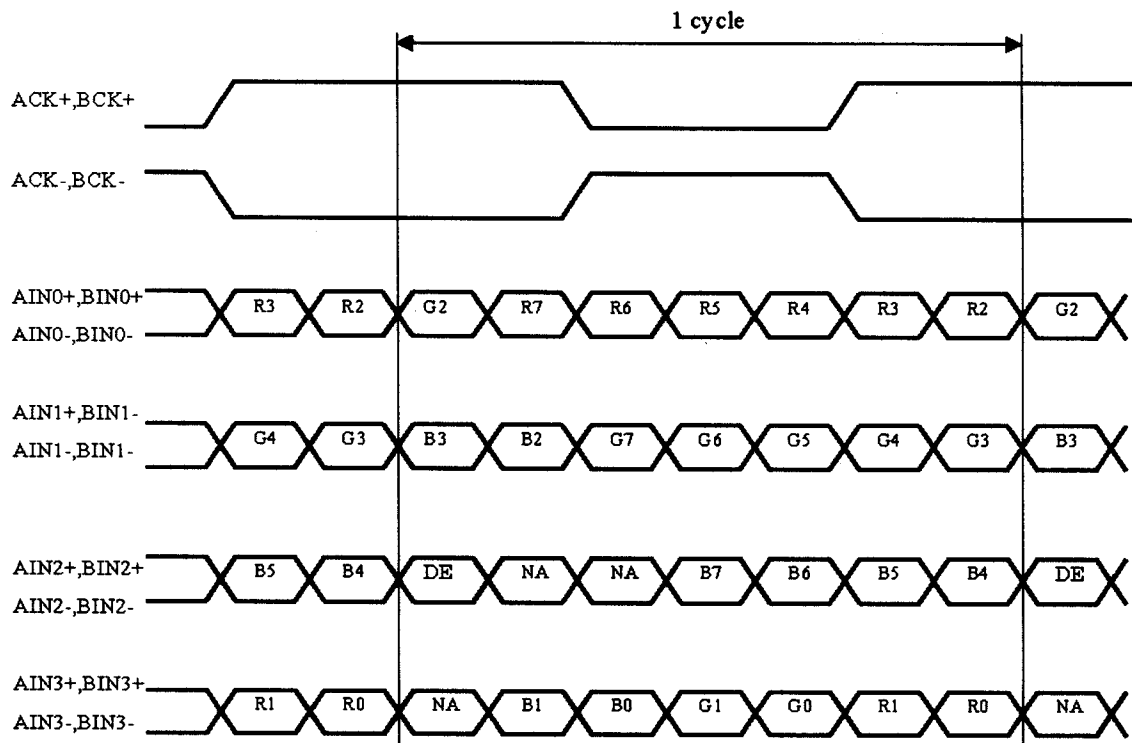 1 cycle
ACK+,BCK+
ACK-,BCK-
AIN0+,BIN0+
R3 R2 G2 R7 R6 R5 R4 R3 R2 G2
AIN0-,BIN0-
AIN1+,BIN1-
G4 G3 B3 B2 G7 G6 G5 G4 G3 B3
AIN1-,BIN1-
AIN2+,BIN2+
B5 B4 DE NA NA B7 B6 B5 B4 DE
AIN2-,BIN2-
AIN3+,BIN3+
R1 R0 NA B1 B0 G1 G0 R1 R0 NA
AIN3-,BIN3-